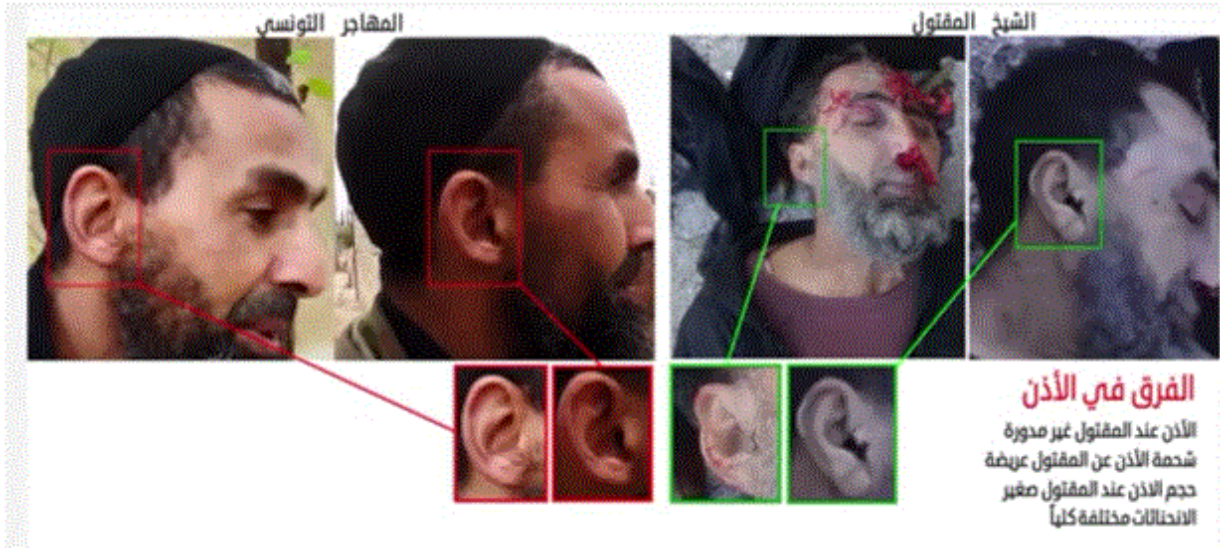 الشيخ المقتول
المهاجر التونسي
الفرق في الأذن
الأذن عند المقتول غير مدورة
شحمة الأذن عن المقتول عريضة
حجم الاذن عند المقتول صغير
الانحناءات مختلفة كلياً